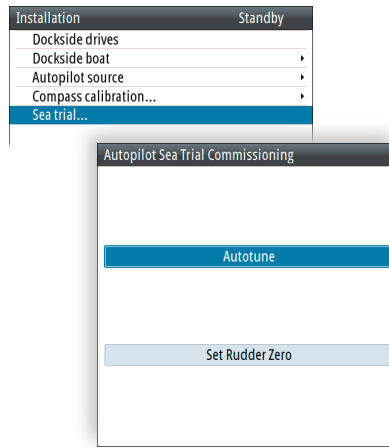 Installation Standby
Dockside drives
Dockside boat
Autopilot source
Compass calibration...
Sea trial...
Autopilot Sea Trial Commissioning
Autotune
Set Rudder Zero